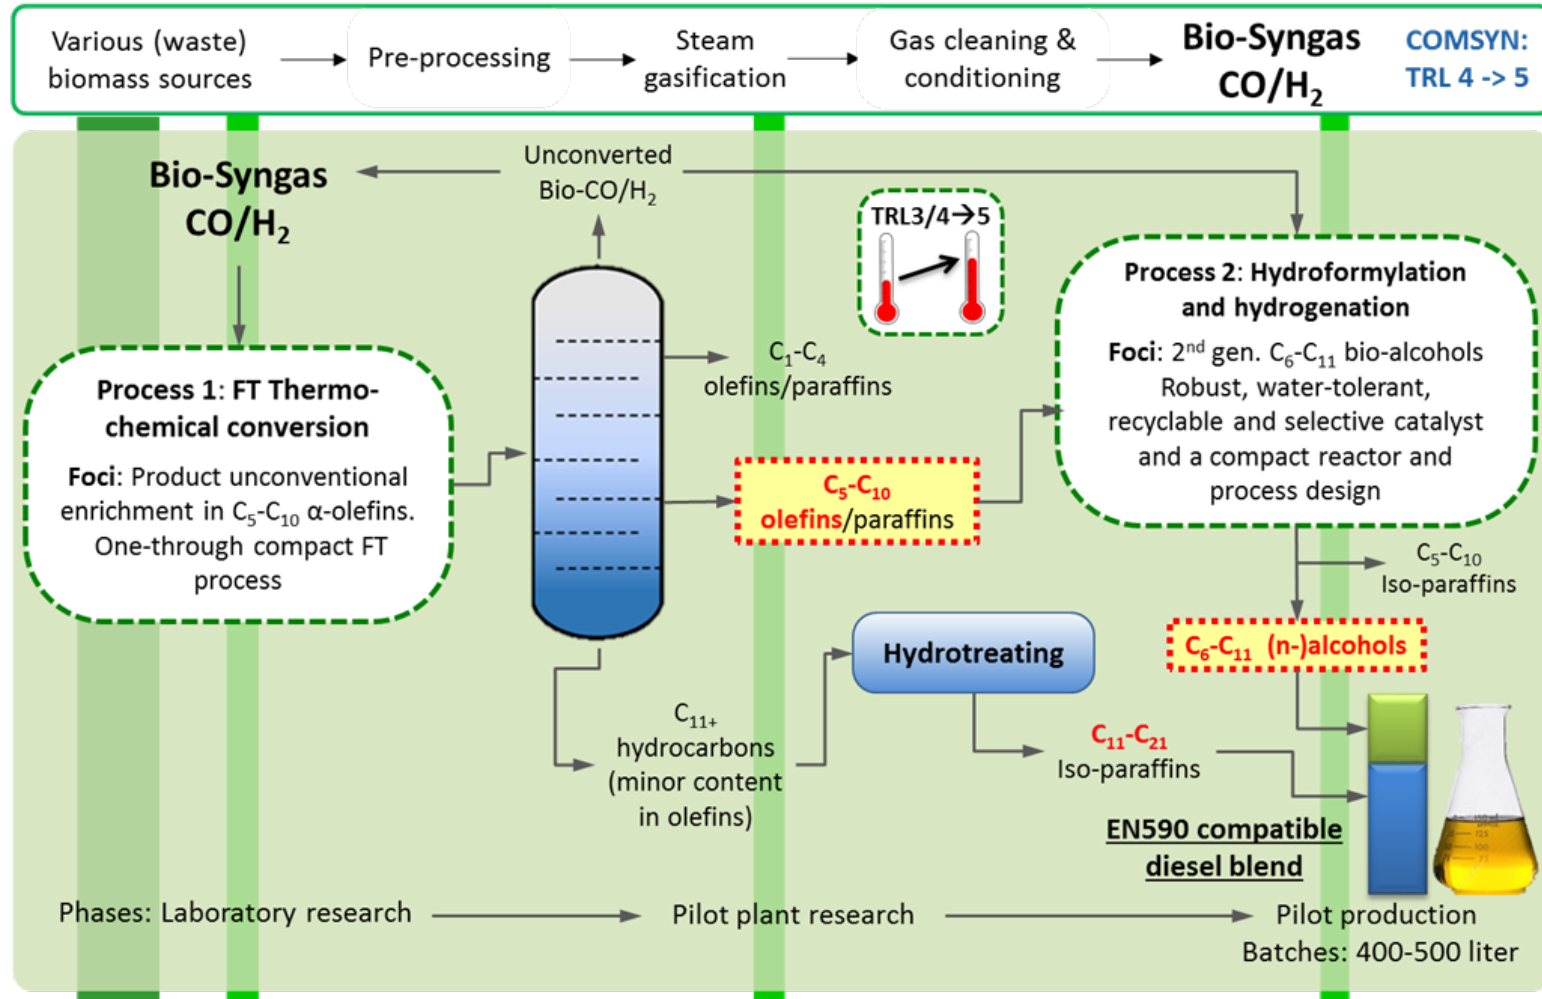 Various (waste)
biomass sources
Pre-processing
Steam
gasification
Gas cleaning &
conditioning
Bio-Syngas
CO/H₂
COMSYN:
TRL 4 -> 5
Bio-Syngas
CO/H₂
Unconverted
Bio-CO/H₂
TRL3/4→5
Process 1: FT Thermo-
chemical conversion
Foci: Product unconventional
enrichment in C₅-C₁₀ α-olefins.
One-through compact FT
process
C₁-C₄
olefins/paraffins
C₅-C₁₀
olefins/paraffins
Process 2: Hydroformylation
and hydrogenation
Foci: 2ⁿᵈ gen. C₆-C₁₁ bio-alcohols
Robust, water-tolerant,
recyclable and selective catalyst
and a compact reactor and
process design
C₅-C₁₀
Iso-paraffins
C₆-C₁₁ (n-)alcohols
Hydrotreating
C₁₁₊
hydrocarbons
(minor content
in olefins)
C₁₁-C₂₁
Iso-paraffins
EN590 compatible
diesel blend
125
100
75
Phases: Laboratory research
Pilot plant research
Pilot production
Batches: 400-500 liter